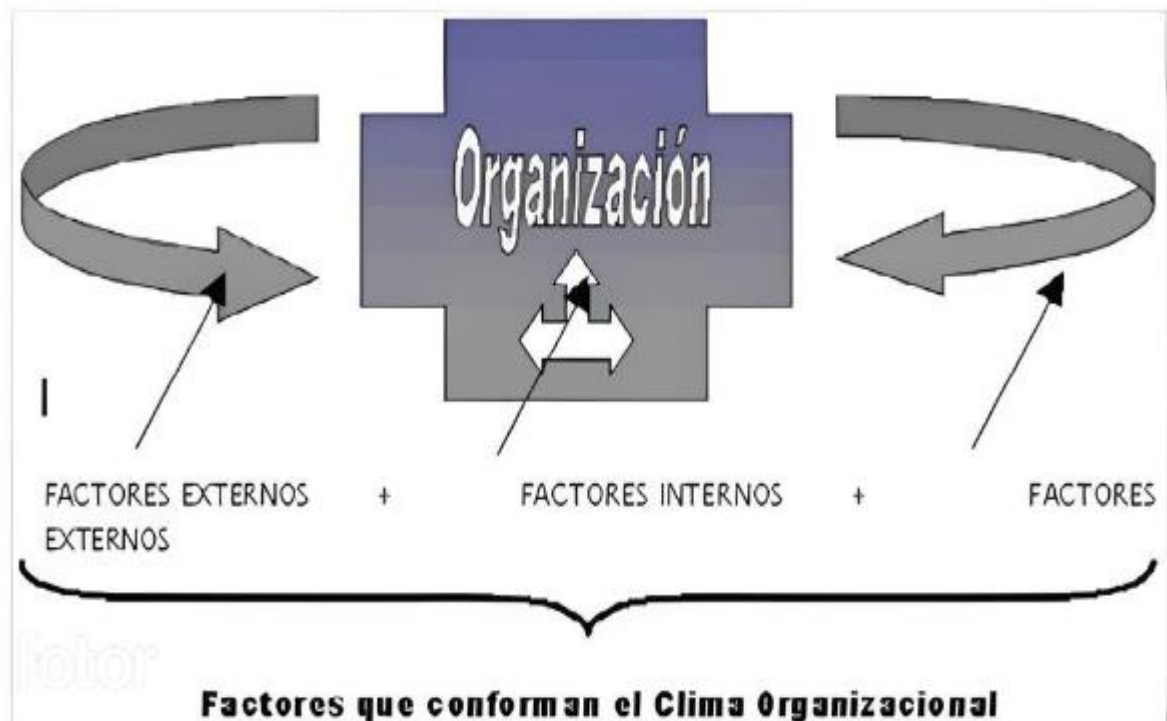 Organización
FACTORES EXTERNOS + FACTORES INTERNOS + FACTORES
EXTERNOS
fotor
Factores que conforman el Clima Organizacional